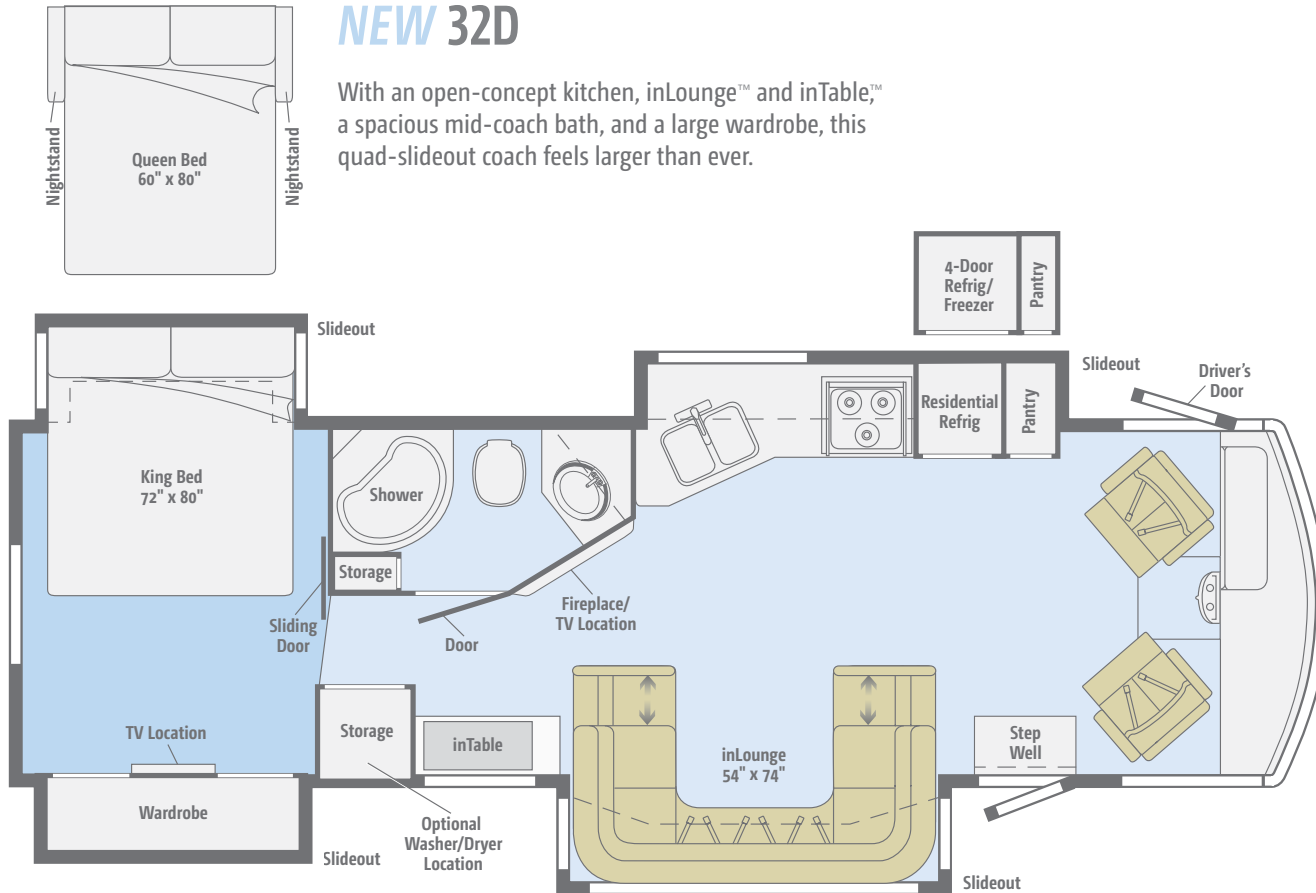 NEW 32D
With an open-concept kitchen, inLounge™ and inTable,™
a spacious mid-coach bath, and a large wardrobe, this
quad-slideout coach feels larger than ever.
Nightstand
Queen Bed
60" x 80"
Nightstand
4-Door
Refrig/
Freezer
Pantry
Slideout
Slideout
Driver's
Door
Residential
Refrig
Pantry
King Bed
72" x 80"
Shower
Storage
Sliding
Door
Door
Fireplace/
TV Location
TV Location
Storage
inTable
inLounge
54" x 74"
Step
Well
Wardrobe
Optional
Washer/Dryer
Location
Slideout
Slideout